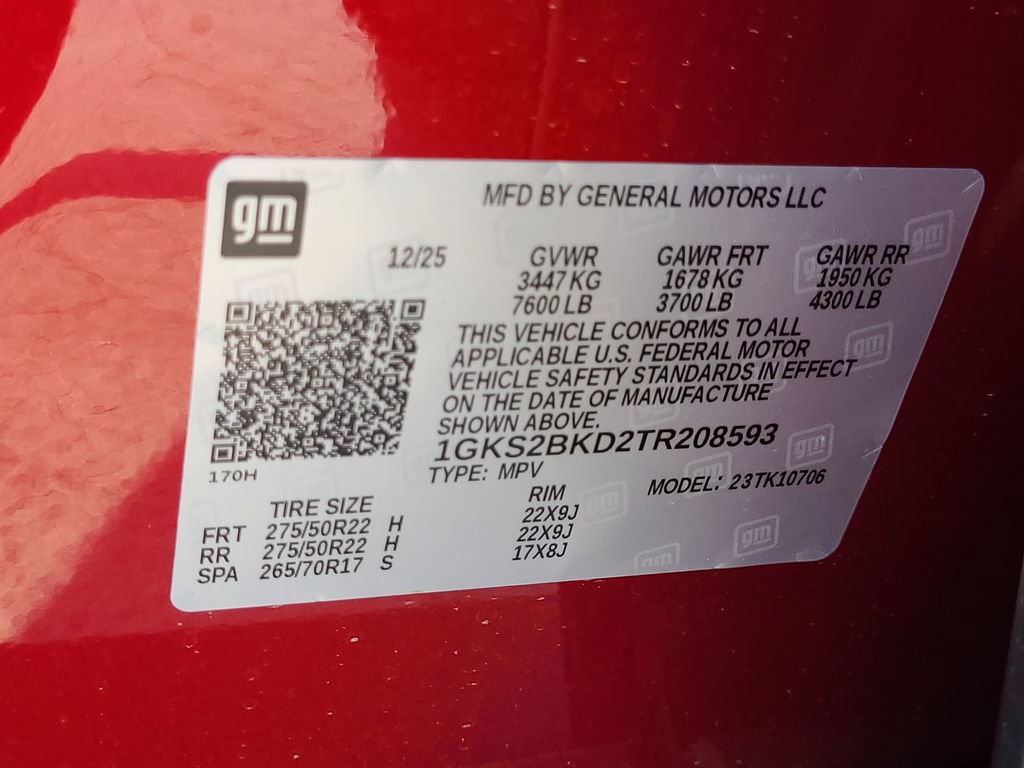 gm
MFD BY GENERAL MOTORS LLC
12/25 GVWR GAWR FRT GAWR RR
3447 KG 1678 KG 1950 KG
7600 LB 3700 LB 4300 LB
THIS VEHICLE CONFORMS TO ALL
APPLICABLE U.S. FEDERAL MOTOR
VEHICLE SAFETY STANDARDS IN EFFECT
ON THE DATE OF MANUFACTURE
SHOWN ABOVE.
1GKS2BKD2TR208593
170H
TYPE: MPV MODEL: 23TK10706
TIRE SIZE RIM
FRT 275/50R22 H 22X9J
RR 275/50R22 H 22X9J
SPA 265/70R17 S 17X8J